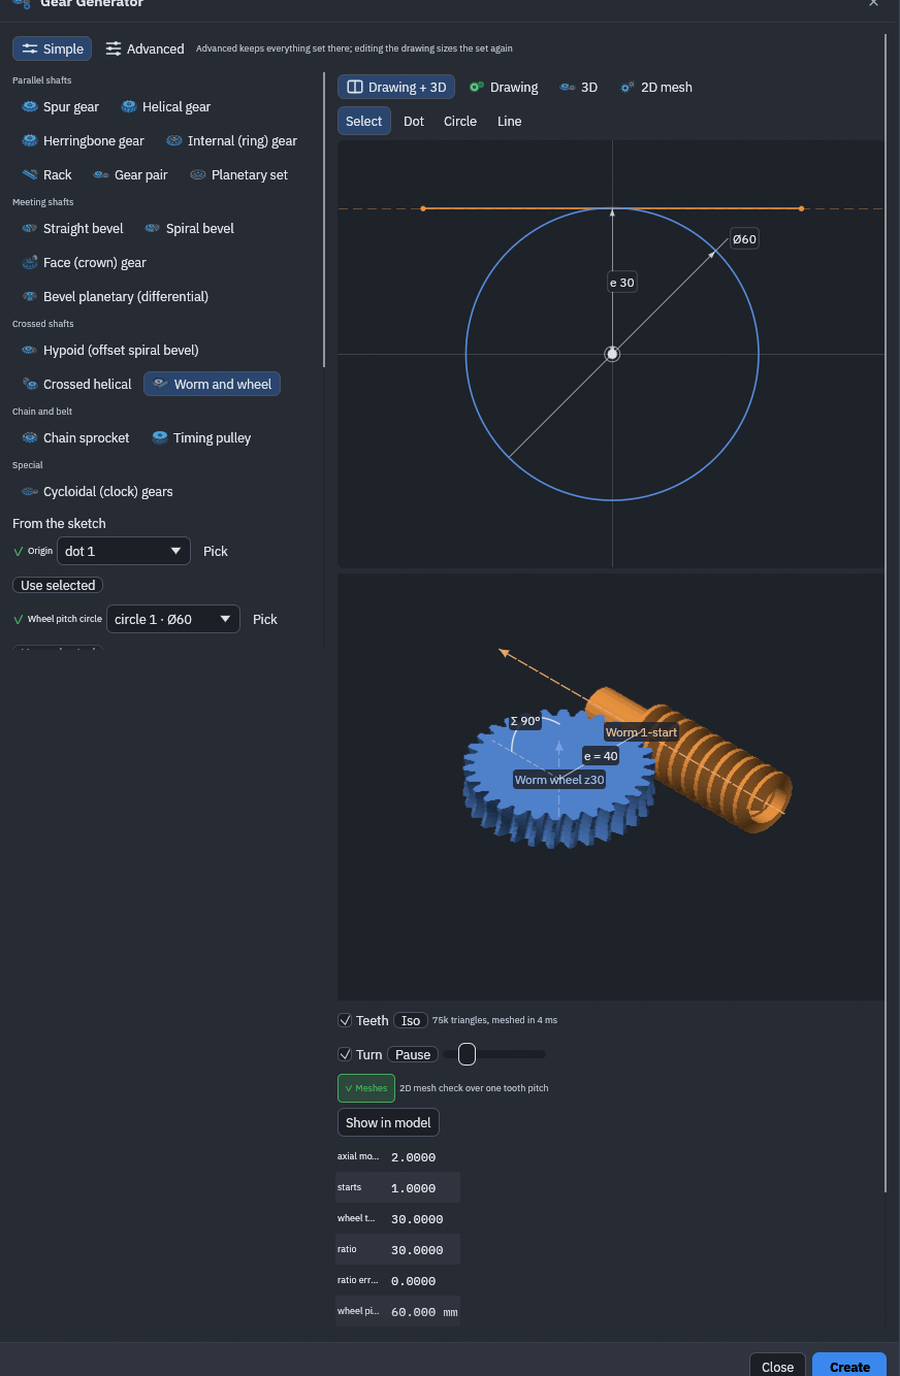 Gear Generator
Simple Advanced Advanced keeps everything set there; editing the drawing sizes the set again
Parallel shafts
Spur gear Helical gear
Herringbone gear Internal (ring) gear
Rack Gear pair Planetary set
Meeting shafts
Straight bevel Spiral bevel
Face (crown) gear
Bevel planetary (differential)
Crossed shafts
Hypoid (offset spiral bevel)
Crossed helical Worm and wheel
Chain and belt
Chain sprocket Timing pulley
Special
Cycloidal (clock) gears
From the sketch
✓ Origin dot 1 Pick
Use selected
✓ Wheel pitch circle circle 1 · Ø60 Pick
Drawing + 3D Drawing 3D 2D mesh
Select Dot Circle Line
Ø60
e 30
Σ 90°
Worm 1-start
e = 40
Worm wheel z30
Teeth Iso 75k triangles, meshed in 4 ms
Turn Pause
✓ Meshes 2D mesh check over one tooth pitch
Show in model
axial mo... 2.0000
starts 1.0000
wheel t... 30.0000
ratio 30.0000
ratio err... 0.0000
wheel pi... 60.000 mm
Close Create